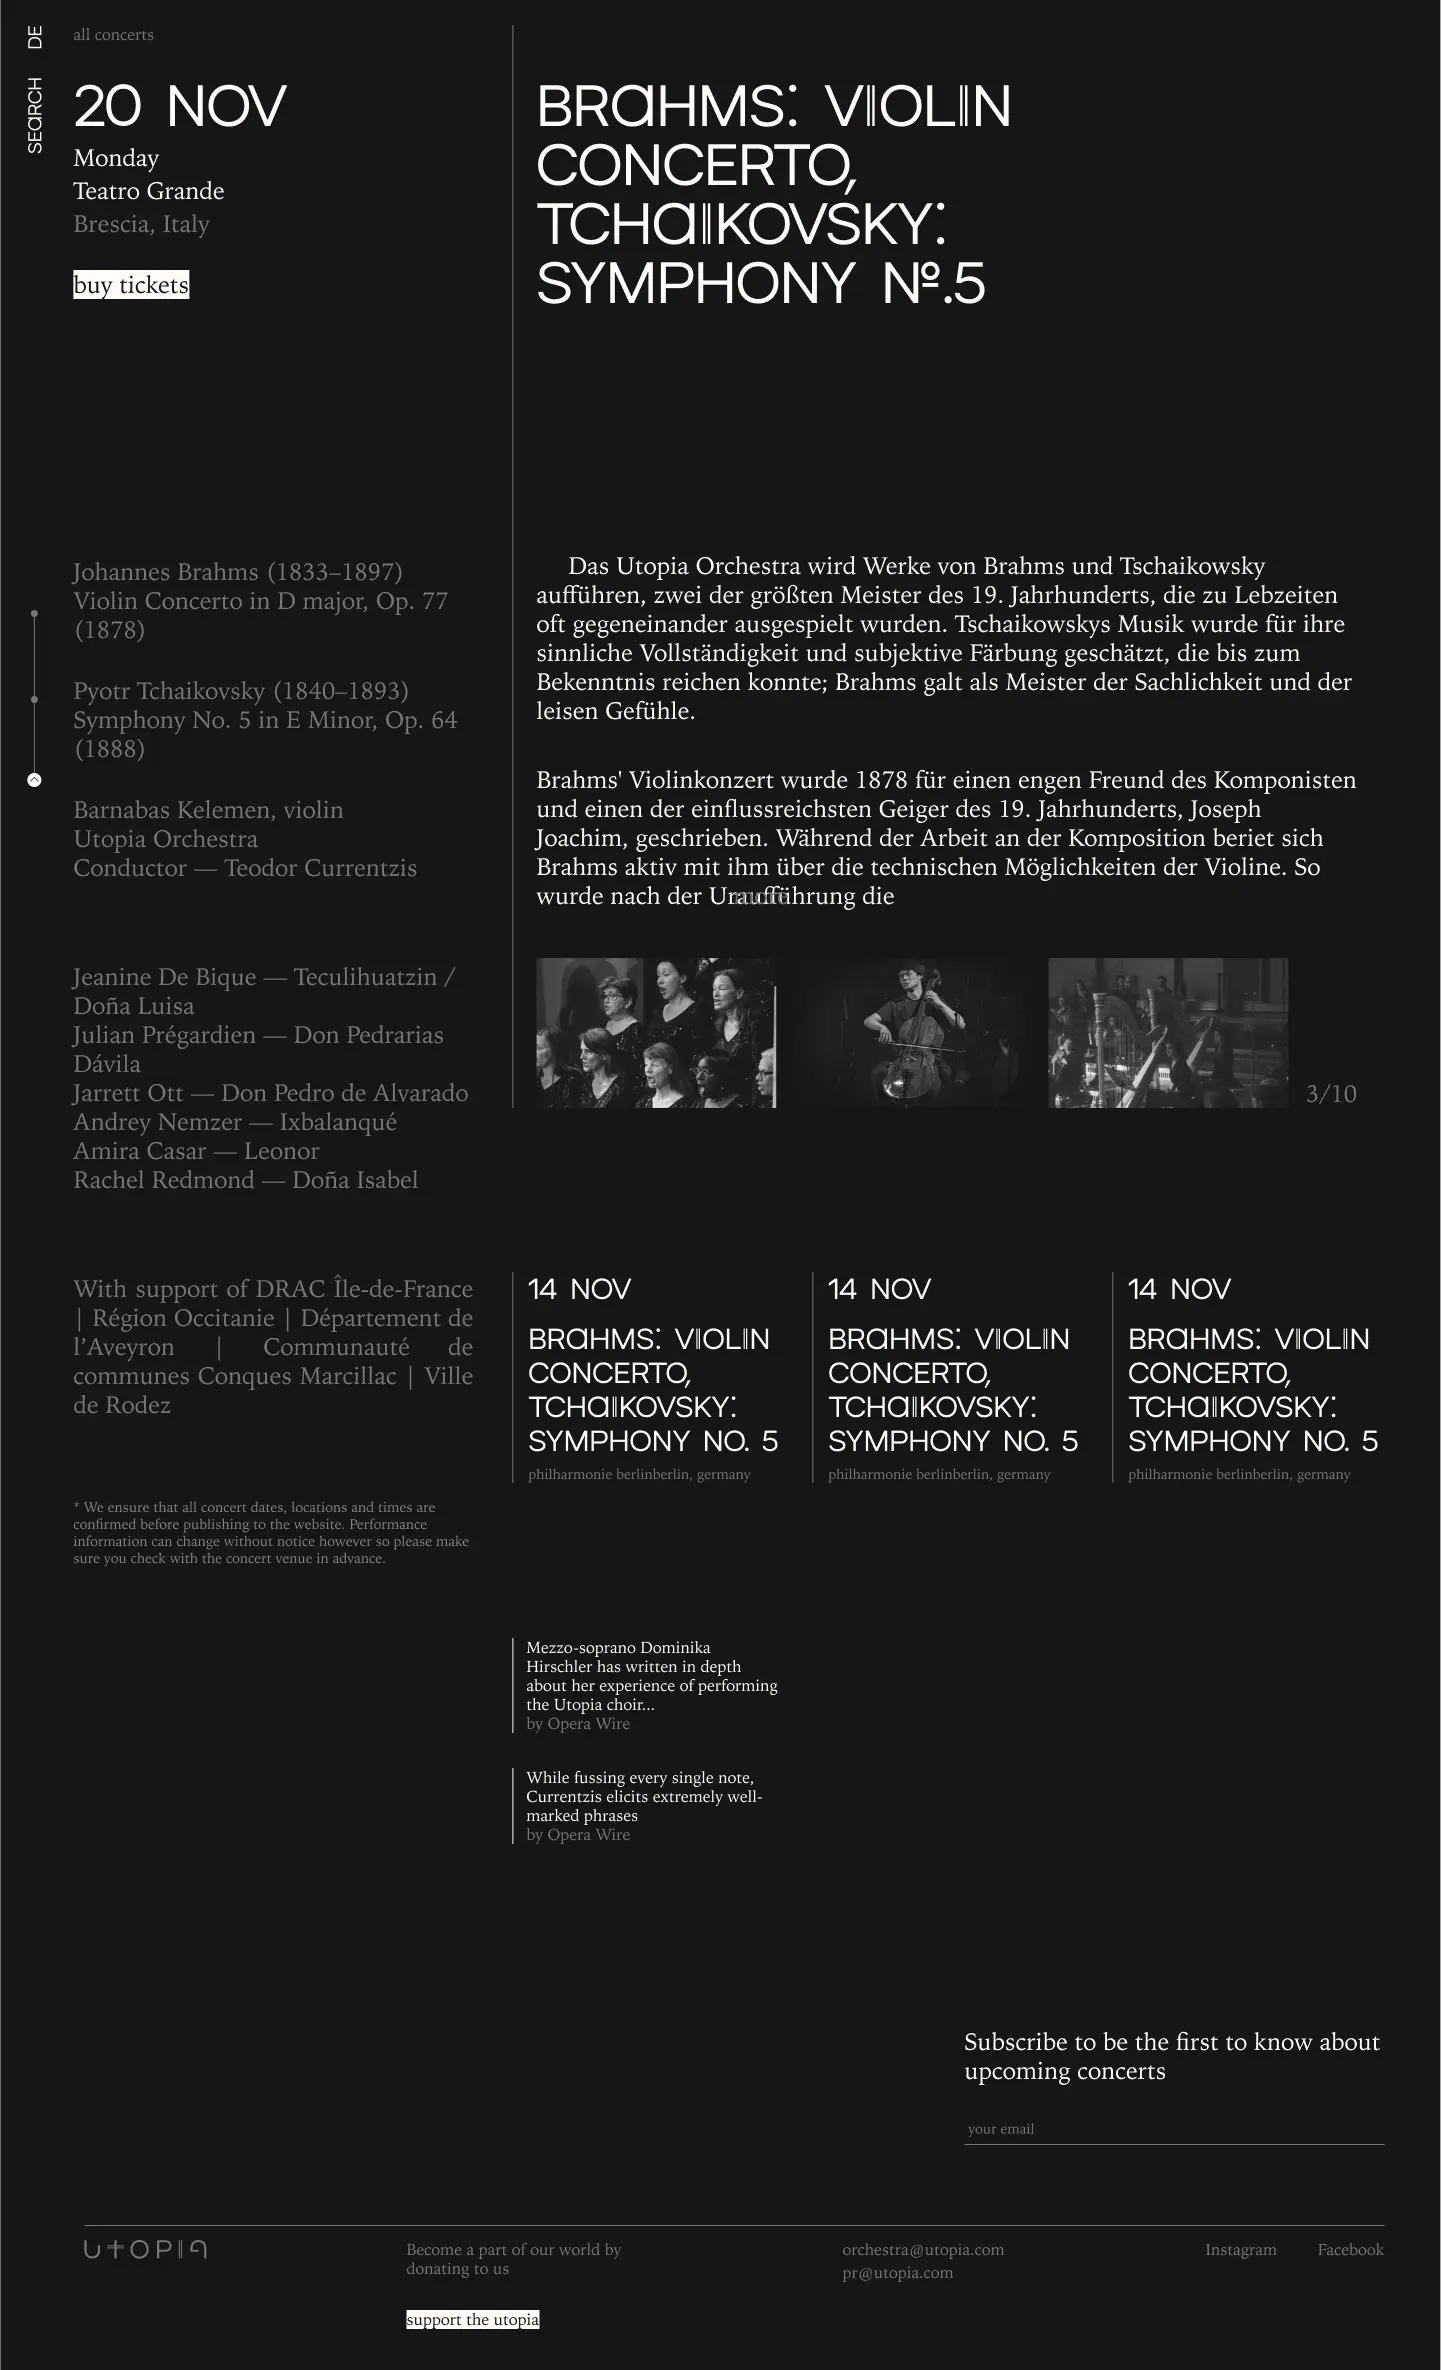 DE
SEARCH
all concerts
20 NOV
Monday
Teatro Grande
Brescia, Italy
buy tickets
BRAHMS: VIOLIN
CONCERTO,
TCHAIKOVSKY:
SYMPHONY №.5
Johannes Brahms (1833–1897)
Violin Concerto in D major, Op. 77
(1878)
Pyotr Tchaikovsky (1840–1893)
Symphony No. 5 in E Minor, Op. 64
(1888)
Barnabas Kelemen, violin
Utopia Orchestra
Conductor — Teodor Currentzis
Jeanine De Bique — Teculihuatzin /
Doña Luisa
Julian Prégardien — Don Pedrarias
Dávila
Jarrett Ott — Don Pedro de Alvarado
Andrey Nemzer — Ixbalanqué
Amira Casar — Leonor
Rachel Redmond — Doña Isabel
Das Utopia Orchestra wird Werke von Brahms und Tschaikowsky
aufführen, zwei der größten Meister des 19. Jahrhunderts, die zu Lebzeiten
oft gegeneinander ausgespielt wurden. Tschaikowskys Musik wurde für ihre
sinnliche Vollständigkeit und subjektive Färbung geschätzt, die bis zum
Bekenntnis reichen konnte; Brahms galt als Meister der Sachlichkeit und der
leisen Gefühle.
Brahms' Violinkonzert wurde 1878 für einen engen Freund des Komponisten
und einen der einflussreichsten Geiger des 19. Jahrhunderts, Joseph
Joachim, geschrieben. Während der Arbeit an der Komposition beriet sich
Brahms aktiv mit ihm über die technischen Möglichkeiten der Violine. So
wurde nach der Uraufführung die
more
3/10
With support of DRAC Île-de-France
| Région Occitanie | Département de
l’Aveyron | Communauté de
communes Conques Marcillac | Ville
de Rodez
* We ensure that all concert dates, locations and times are
confirmed before publishing to the website. Performance
information can change without notice however so please make
sure you check with the concert venue in advance.
14 NOV
BRAHMS: VIOLIN
CONCERTO,
TCHAIKOVSKY:
SYMPHONY NO. 5
philharmonie berlinberlin, germany
14 NOV
BRAHMS: VIOLIN
CONCERTO,
TCHAIKOVSKY:
SYMPHONY NO. 5
philharmonie berlinberlin, germany
14 NOV
BRAHMS: VIOLIN
CONCERTO,
TCHAIKOVSKY:
SYMPHONY NO. 5
philharmonie berlinberlin, germany
Mezzo-soprano Dominika
Hirschler has written in depth
about her experience of performing
the Utopia choir...
by Opera Wire
While fussing every single note,
Currentzis elicits extremely well-
marked phrases
by Opera Wire
Subscribe to be the first to know about
upcoming concerts
your email
UTOPIA
Become a part of our world by
donating to us
support the utopia
orchestra@utopia.com
pr@utopia.com
Instagram
Facebook